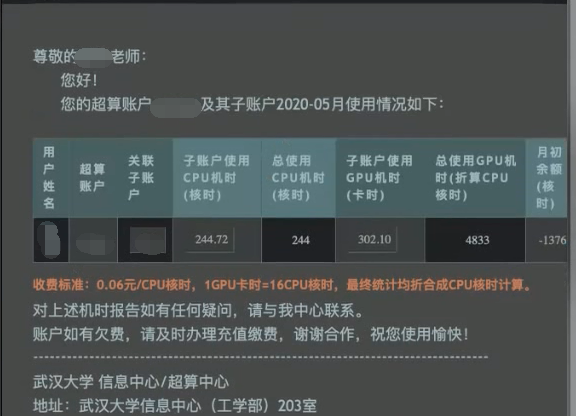 尊敬的 老师：
您好！
您的超算账户 及其子账户2020-05月使用情况如下：
用户姓名 超算账户 关联子账户 子账户使用CPU机时(核时) 总使用CPU机时(核时) 子账户使用GPU机时(卡时) 总使用GPU机时(折算CPU核时) 月初余额(核时)
244.72 244 302.10 4833 -1376
收费标准：0.06元/CPU核时，1GPU卡时=16CPU核时，最终统计均折合成CPU核时计算。
对上述机时报告如有任何疑问，请与我中心联系。
账户如有欠费，请及时办理充值缴费，谢谢合作，祝您使用愉快！
武汉大学 信息中心/超算中心
地址：武汉大学信息中心（工学部）203室